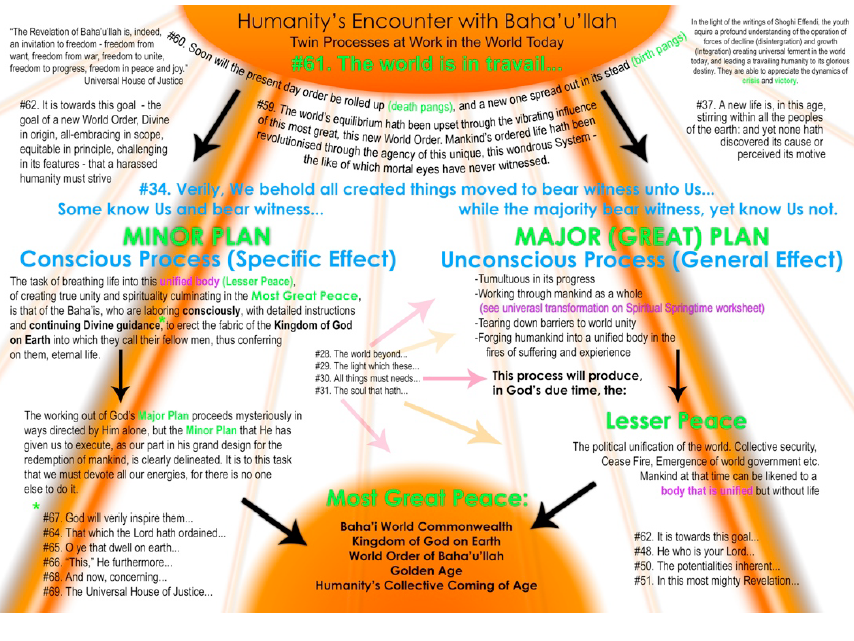 Humanity's Encounter with Baha'u'llah
Twin Processes at Work in the World Today
#61. The world is in travail...
"The Revelation of Baha'u'llah is, indeed,
an invitation to freedom - freedom from
want, freedom from war, freedom to unite,
freedom to progress, freedom in peace and joy."
Universal House of Justice
#60. Soon will the present day order be rolled up (death pangs), and a new one spread out in its stead (birth pangs)
In the light of the writings of Shoghi Effendi, the youth
aquire a profound understanding of the operation of
forces of decline (disintergration) and growth
(integration) creating universal ferment in the world
today, and leading a travailing humanity to its glorious
destiny. They are able to appreciate the dynamics of
crisis and victory.
#62. It is towards this goal - the
goal of a new World Order, Divine
in origin, all-embracing in scope,
equitable in principle, challenging
in its features - that a harassed
humanity must strive
#59. The world's equilibrium hath been upset through the vibrating influence
of this most great, this new World Order. Mankind's ordered life hath been
revolutionised through the agency of this unique, this wondrous System -
the like of which mortal eyes have never witnessed.
#37. A new life is, in this age,
stirring within all the peoples
of the earth: and yet none hath
discovered its cause or
perceived its motive
#34. Verily, We behold all created things moved to bear witness unto Us...
Some know Us and bear witness...
while the majority bear witness, yet know Us not.
MINOR PLAN
Conscious Process (Specific Effect)
The task of breathing life into this unified body (Lesser Peace),
of creating true unity and spirituality culminating in the Most Great Peace,
is that of the Baha'is, who are laboring consciously, with detailed instructions
and continuing Divine guidance,* to erect the fabric of the Kingdom of God
on Earth into which they call their fellow men, thus conferring
on them, eternal life.
MAJOR (GREAT) PLAN
Unconscious Process (General Effect)
-Tumultuous in its progress
-Working through mankind as a whole
(see universasl transformation on Spiritual Springtime worksheet)
-Tearing down barriers to world unity
-Forging humankind into a unified body in the
fires of suffering and expierience
This process will produce,
in God's due time, the:
#28. The world beyond...
#29. The light which these...
#30. All things must needs...
#31. The soul that hath...
The working out of God's Major Plan proceeds mysteriously in
ways directed by Him alone, but the Minor Plan that He has
given us to execute, as our part in his grand design for the
redemption of mankind, is clearly delineated. It is to this task
that we must devote all our energies, for there is no one
else to do it.
Lesser Peace
The political unification of the world. Collective security,
Cease Fire, Emergence of world government etc.
Mankind at that time can be likened to a
body that is unified but without life
*
#67. God will verily inspire them...
#64. That which the Lord hath ordained...
#65. O ye that dwell on earth...
#66. "This," He furthermore...
#68. And now, concerning...
#69. The Universal House of Justice...
Most Great Peace:
Baha'i World Commonwealth
Kingdom of God on Earth
World Order of Baha'u'llah
Golden Age
Humanity's Collective Coming of Age
#62. It is towards this goal...
#48. He who is your Lord...
#50. The potentialities inherent...
#51. In this most mighty Revelation...